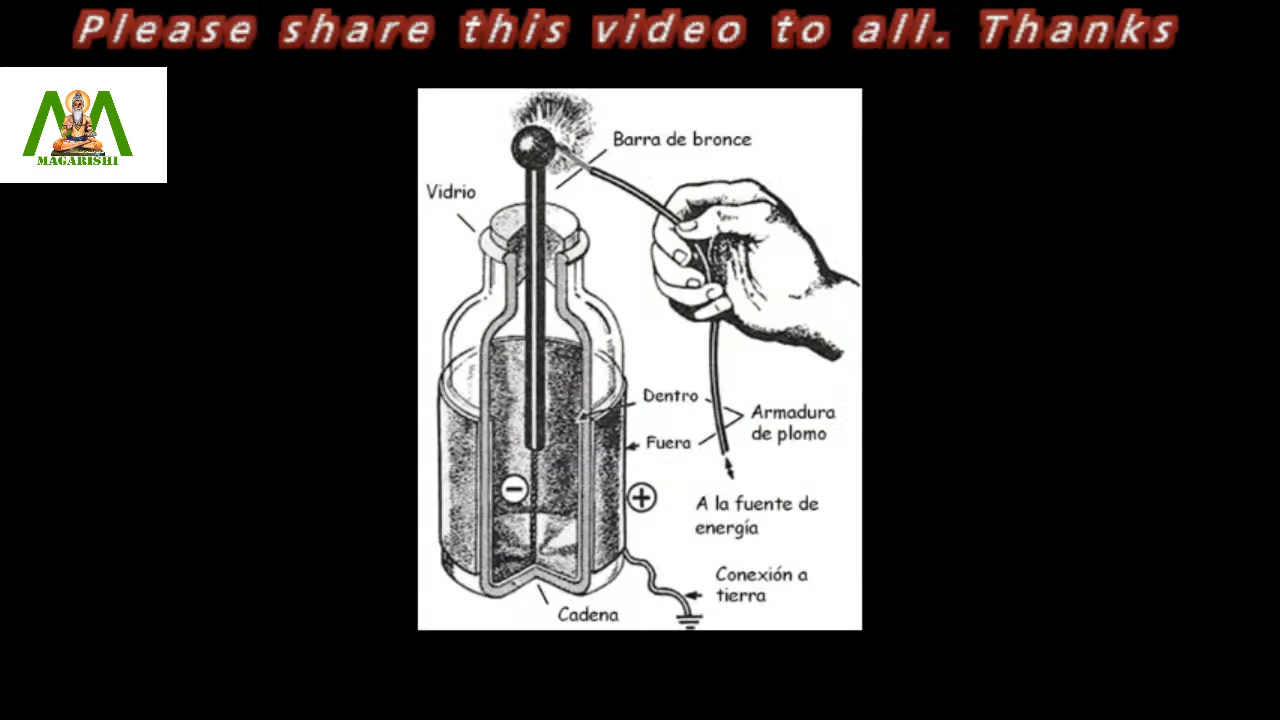 Please share this video to all. Thanks
MAGARISHI
Barra de bronce
Vidrio
Dentro
Armadura
de plomo
Fuera
−
+
A la fuente de
energía
Conexión a
tierra
Cadena